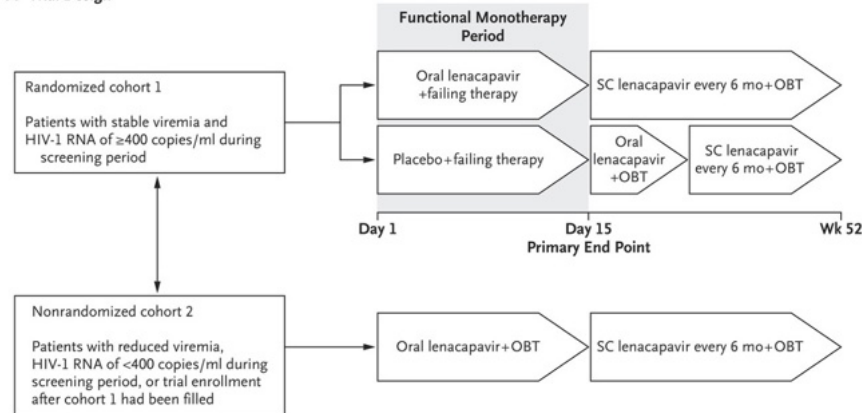 Functional Monotherapy
Period
Randomized cohort 1
Patients with stable viremia and
HIV-1 RNA of ≥400 copies/ml during
screening period
Oral lenacapavir
+failing therapy
SC lenacapavir every 6 mo+OBT
Placebo+failing therapy
Oral
lenacapavir
+OBT
SC lenacapavir
every 6 mo+OBT
Day 1
Day 15
Wk 52
Primary End Point
Nonrandomized cohort 2
Patients with reduced viremia,
HIV-1 RNA of <400 copies/ml during
screening period, or trial enrollment
after cohort 1 had been filled
Oral lenacapavir+OBT
SC lenacapavir every 6 mo+OBT